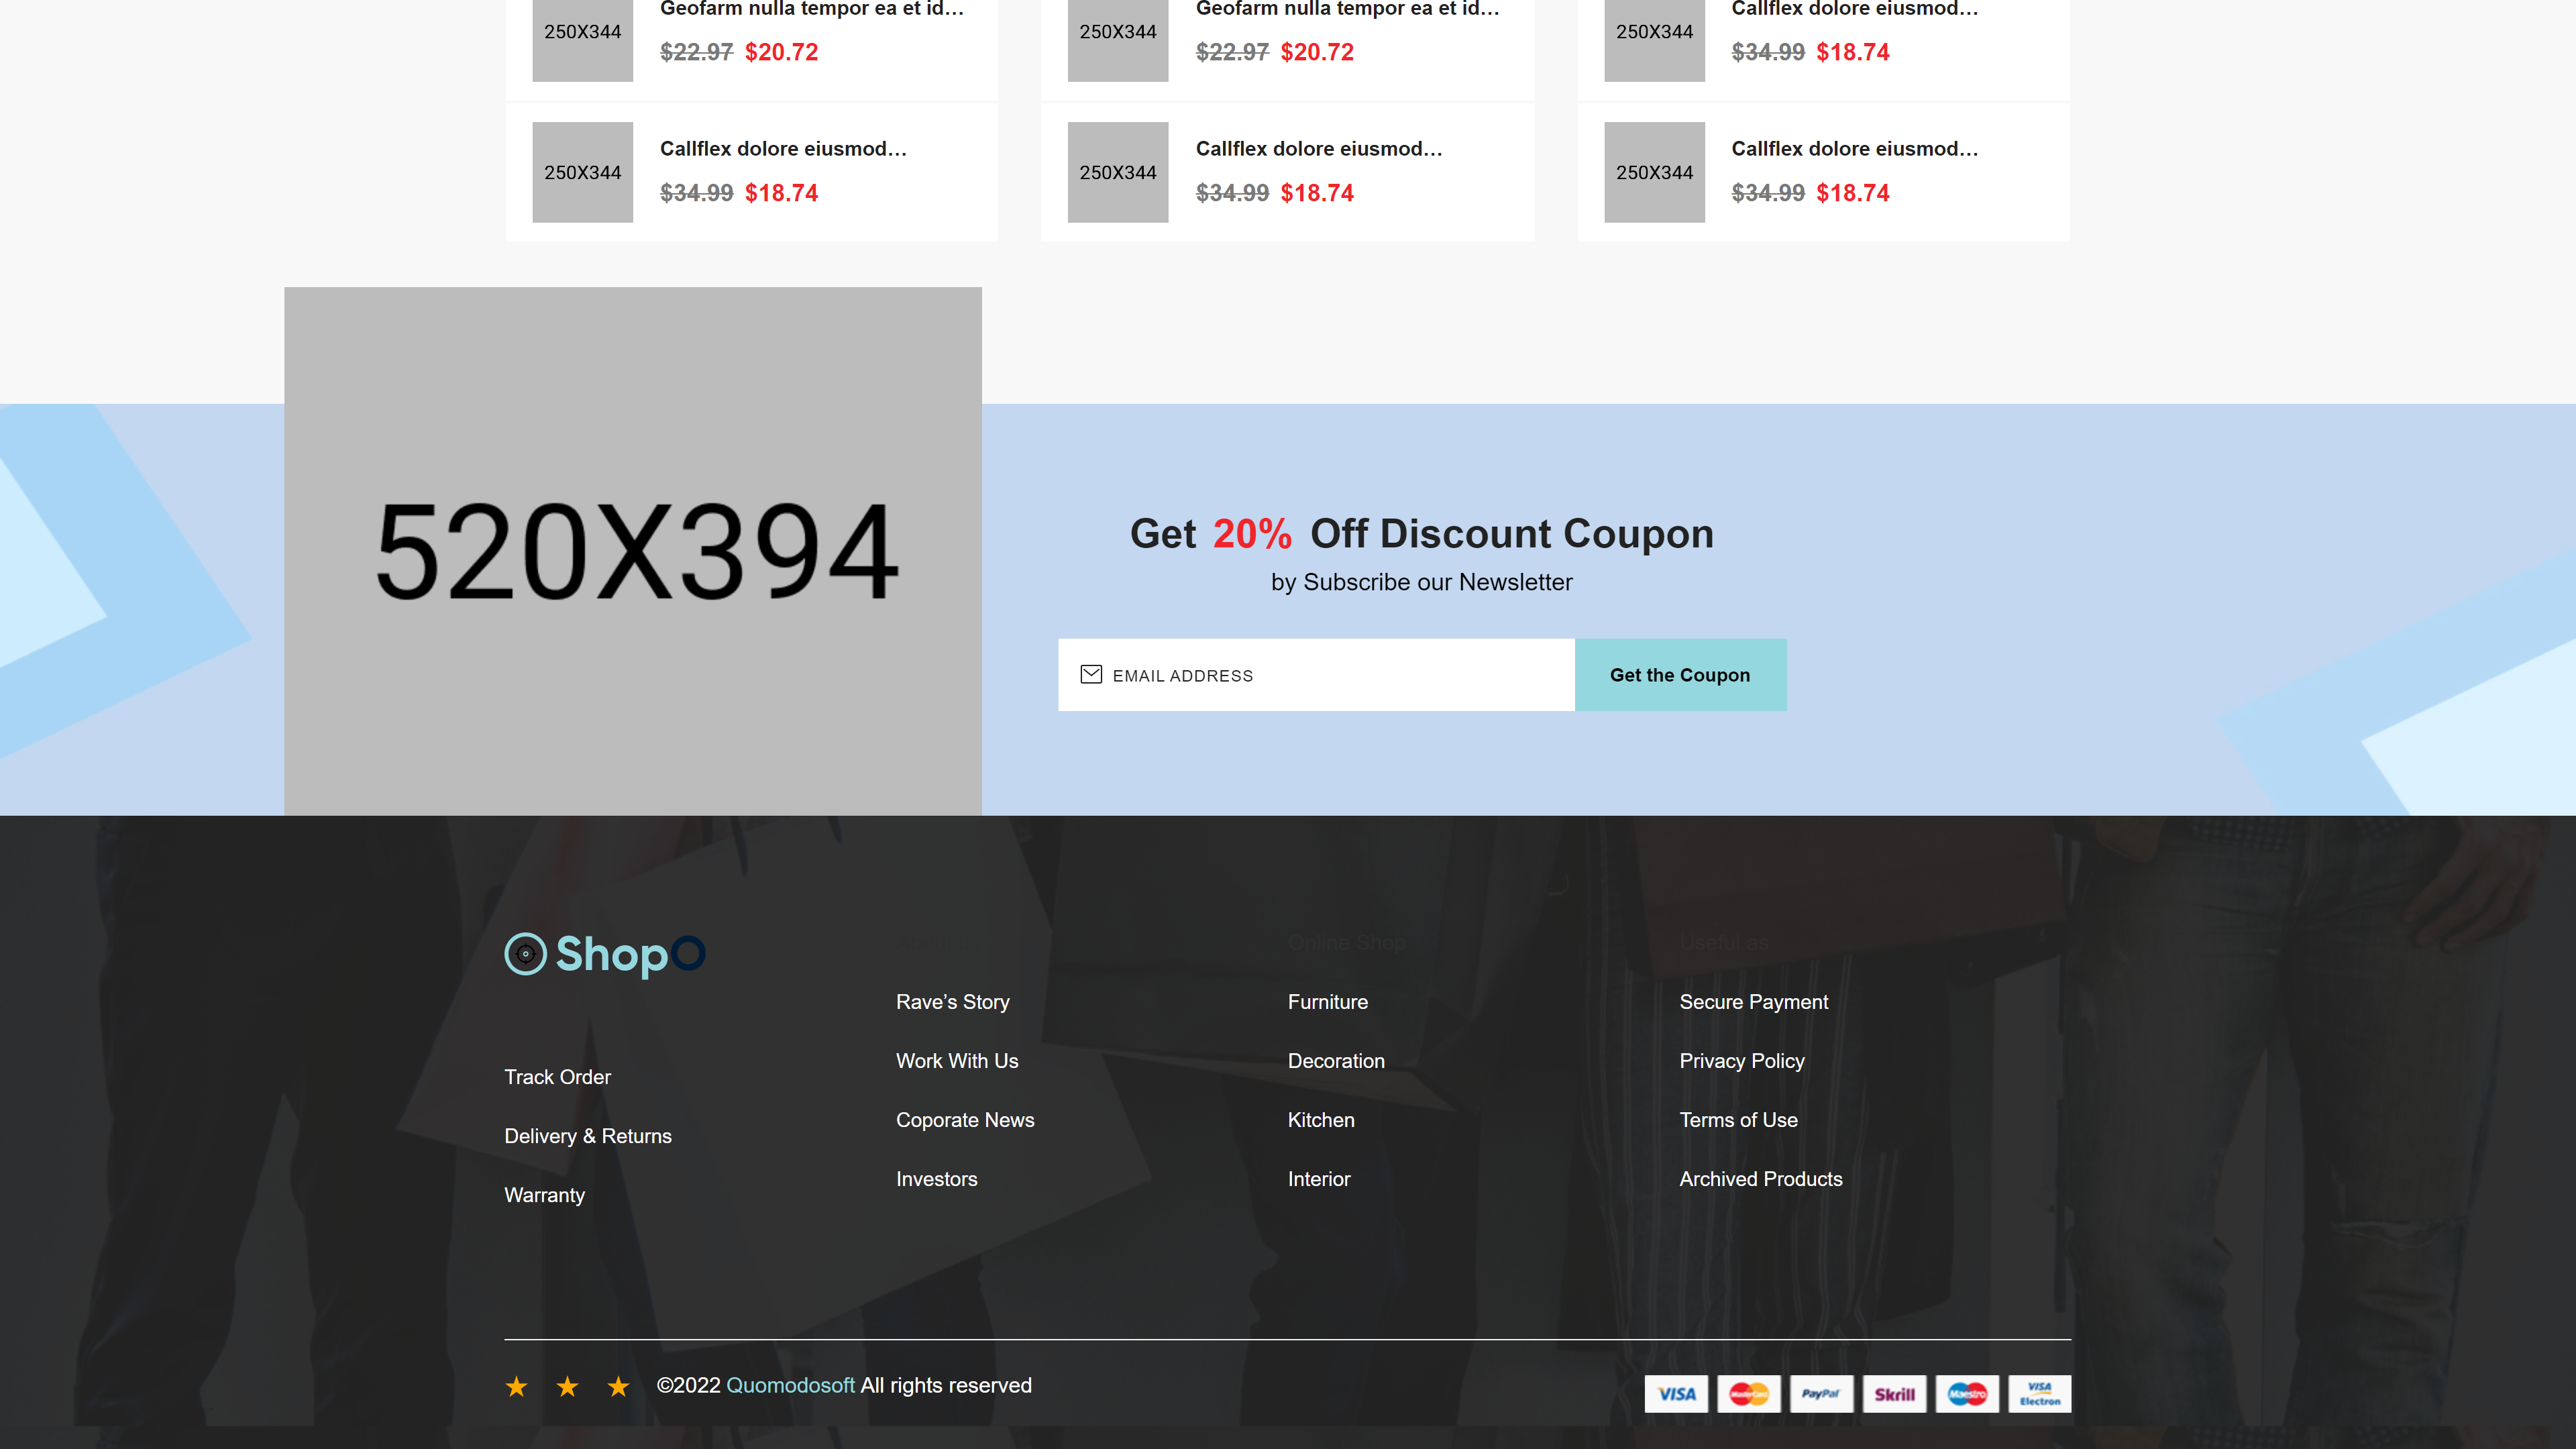 250X344 Geofarm nulla tempor ea et id...
$22.97 $20.72
250X344 Geofarm nulla tempor ea et id...
$22.97 $20.72
250X344 Callflex dolore eiusmod...
$34.99 $18.74
250X344 Callflex dolore eiusmod...
$34.99 $18.74
250X344 Callflex dolore eiusmod...
$34.99 $18.74
250X344 Callflex dolore eiusmod...
$34.99 $18.74
520X394
Get 20% Off Discount Coupon
by Subscribe our Newsletter
EMAIL ADDRESS
Get the Coupon
ShopO
Track Order
Delivery & Returns
Warranty
Rave’s Story
Work With Us
Coporate News
Investors
Online Shop
Furniture
Decoration
Kitchen
Interior
Useful as
Secure Payment
Privacy Policy
Terms of Use
Archived Products
©2022 Quomodosoft All rights reserved
VISA
MasterCard
PayPal
Skrill
Maestro
VISA
Electron